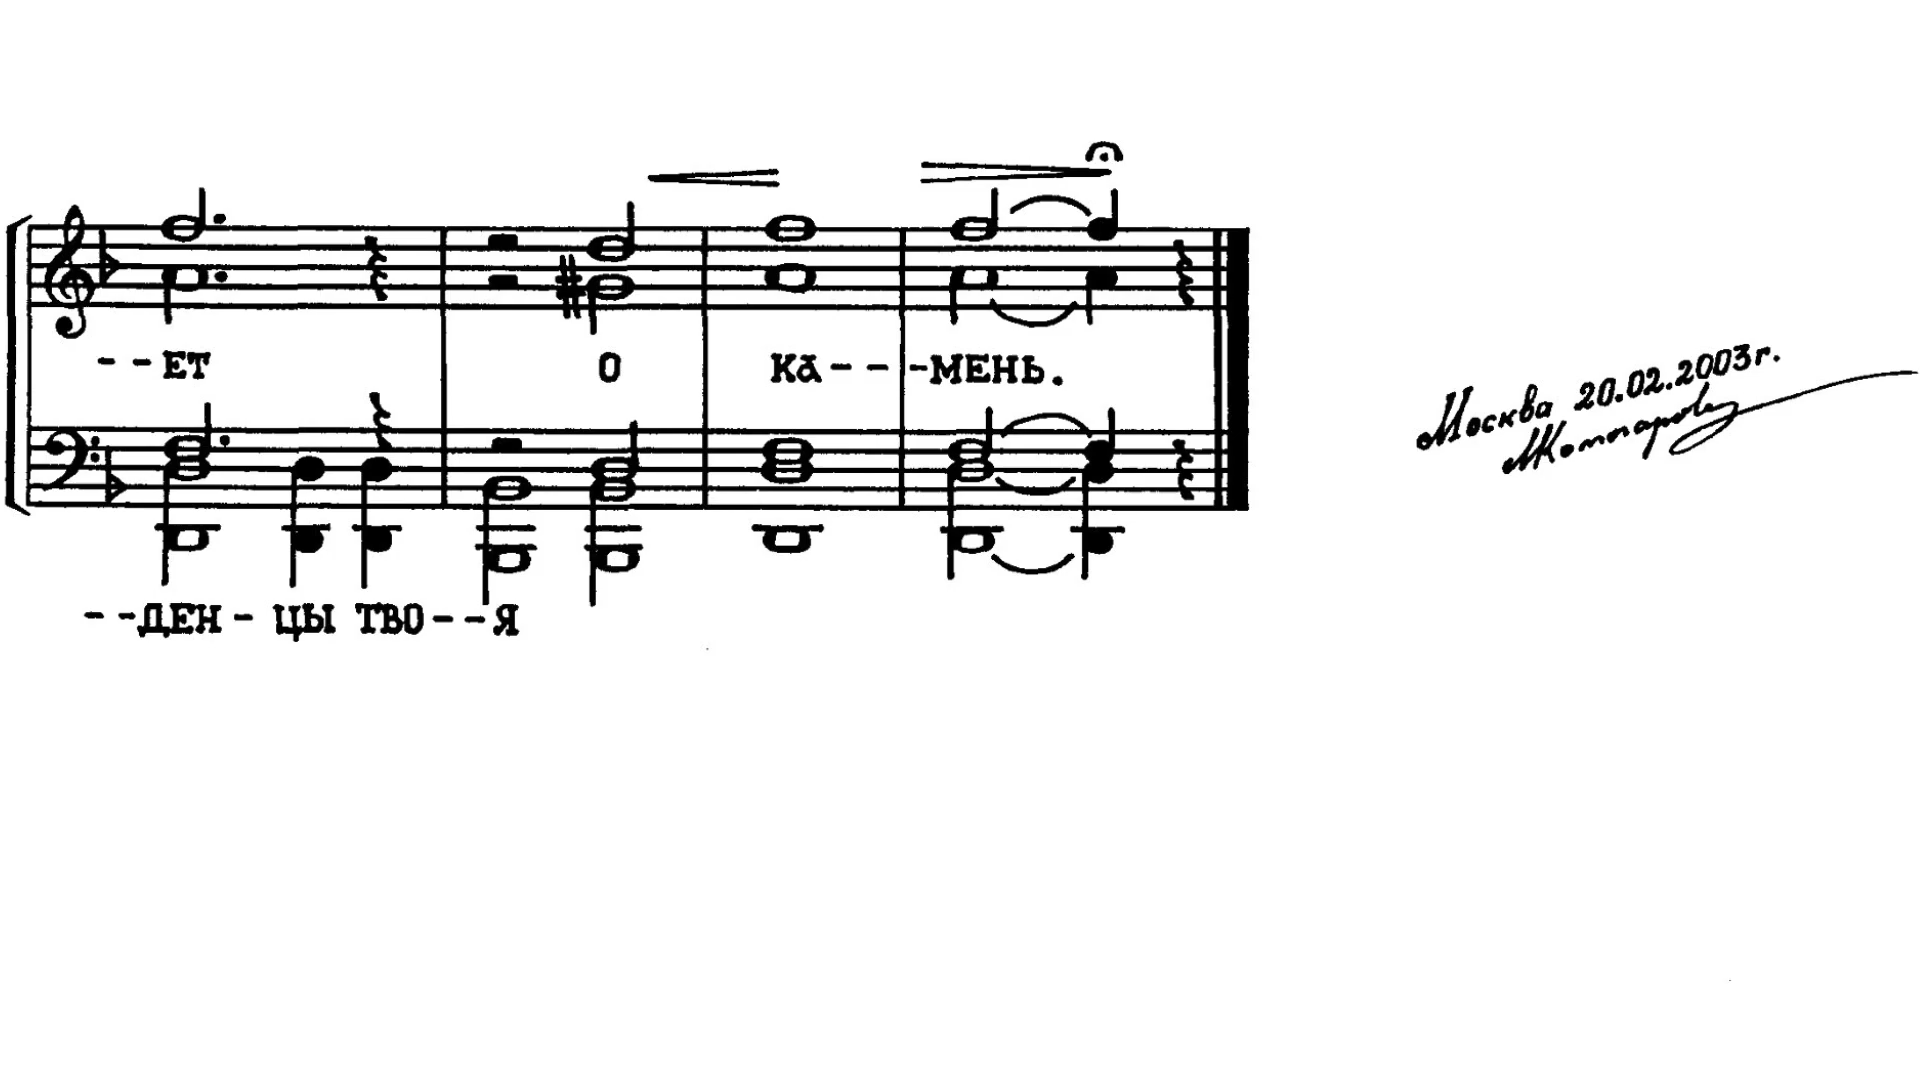 --ЕТ О КА---МЕНЬ.
--ДЕН-ЦЫ ТВО--Я
Москва 20.02.2003г.